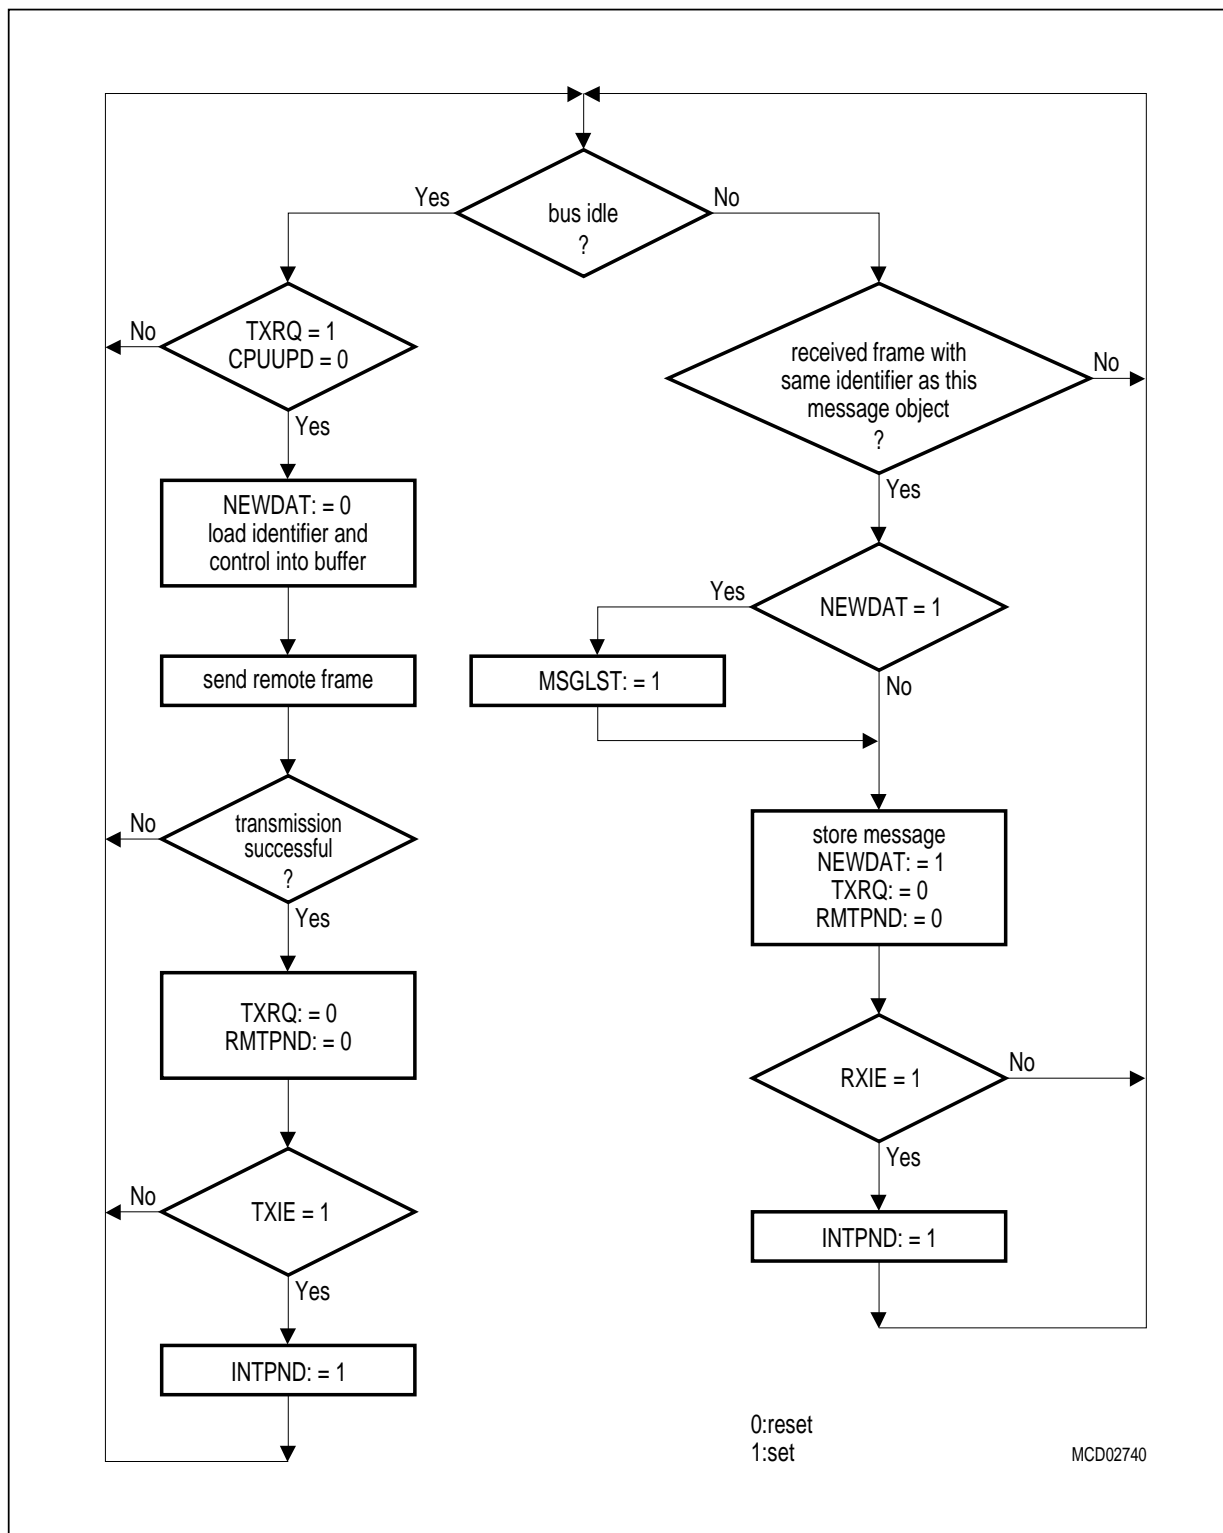 Yes
No
bus idle
?
No
TXRQ = 1
CPUUPD = 0
Yes
received frame with
same identifier as this
message object
?
No
Yes
NEWDAT: = 0
load identifier and
control into buffer
Yes
NEWDAT = 1
No
send remote frame
MSGLST: = 1
No
transmission
successful
?
Yes
store message
NEWDAT: = 1
TXRQ: = 0
RMTPND: = 0
TXRQ: = 0
RMTPND: = 0
RXIE = 1
No
Yes
No
TXIE = 1
Yes
INTPND: = 1
INTPND: = 1
0:reset
1:set
MCD02740